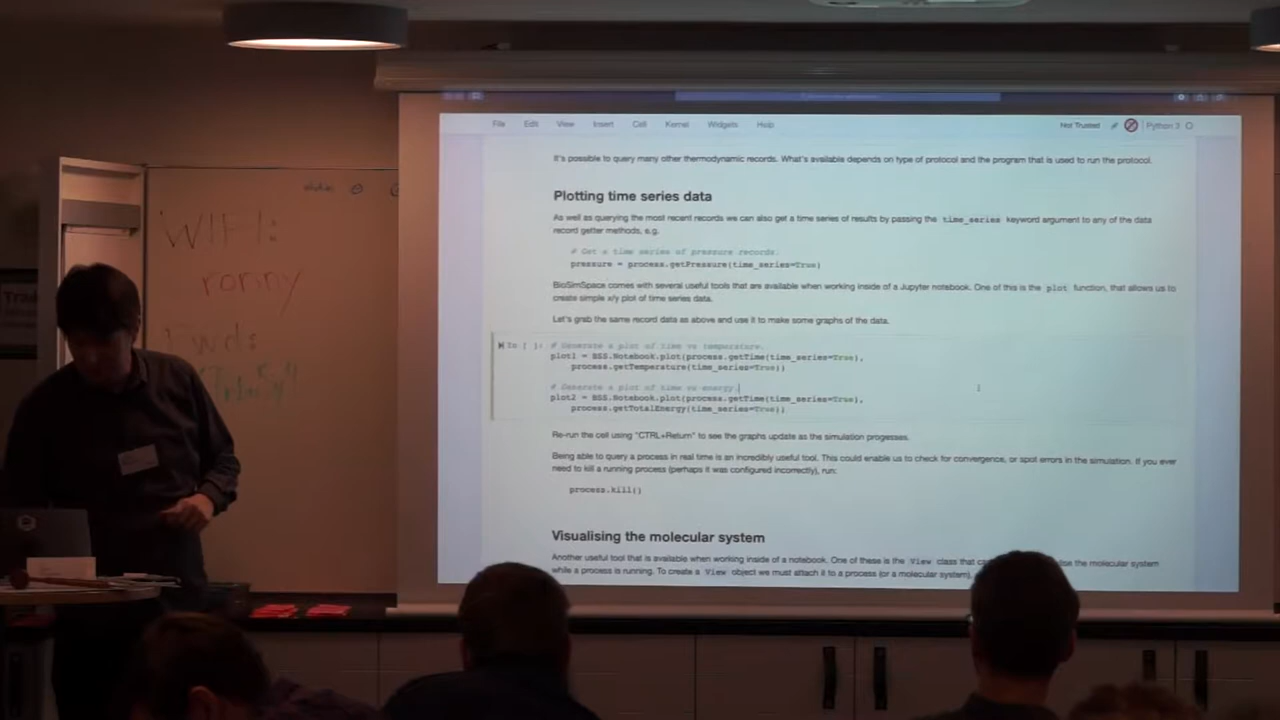 File Edit View Insert Cell Kernel Widgets Help Not Trusted Python 3
It's possible to query many other thermodynamic records. What's available depends on type of protocol and the program that is used to run the protocol.
Plotting time series data
As well as querying the most recent records we can also get a time series of results by passing the time_series keyword argument to any of the data
record getter methods, e.g.
# Get a time series of pressure records.
pressure = process.getPressure(time_series=True)
BioSimSpace comes with several useful tools that are available when working inside of a Jupyter notebook. One of this is the plot function, that allows us to
create simple x/y plot of time series data.
Let's grab the same record data as above and use it to make some graphs of the data.
In [ ]: # Generate a plot of time vs temperature.
plot1 = BSS.Notebook.plot(process.getTime(time_series=True),
process.getTemperature(time_series=True))
# Generate a plot of time vs energy.
plot2 = BSS.Notebook.plot(process.getTime(time_series=True),
process.getTotalEnergy(time_series=True))
Re-run the cell using "CTRL+Return" to see the graphs update as the simulation progesses.
Being able to query a process in real time is an incredibly useful tool. This could enable us to check for convergence, or spot errors in the simulation. If you ever
need to kill a running process (perhaps it was configured incorrectly), run:
process.kill()
Visualising the molecular system
Another useful tool that is available when working inside of a notebook. One of these is the View class that the molecular system
while a process is running. To create a View object we must attach it to a process (or a molecular system),
WIFI:
ronny